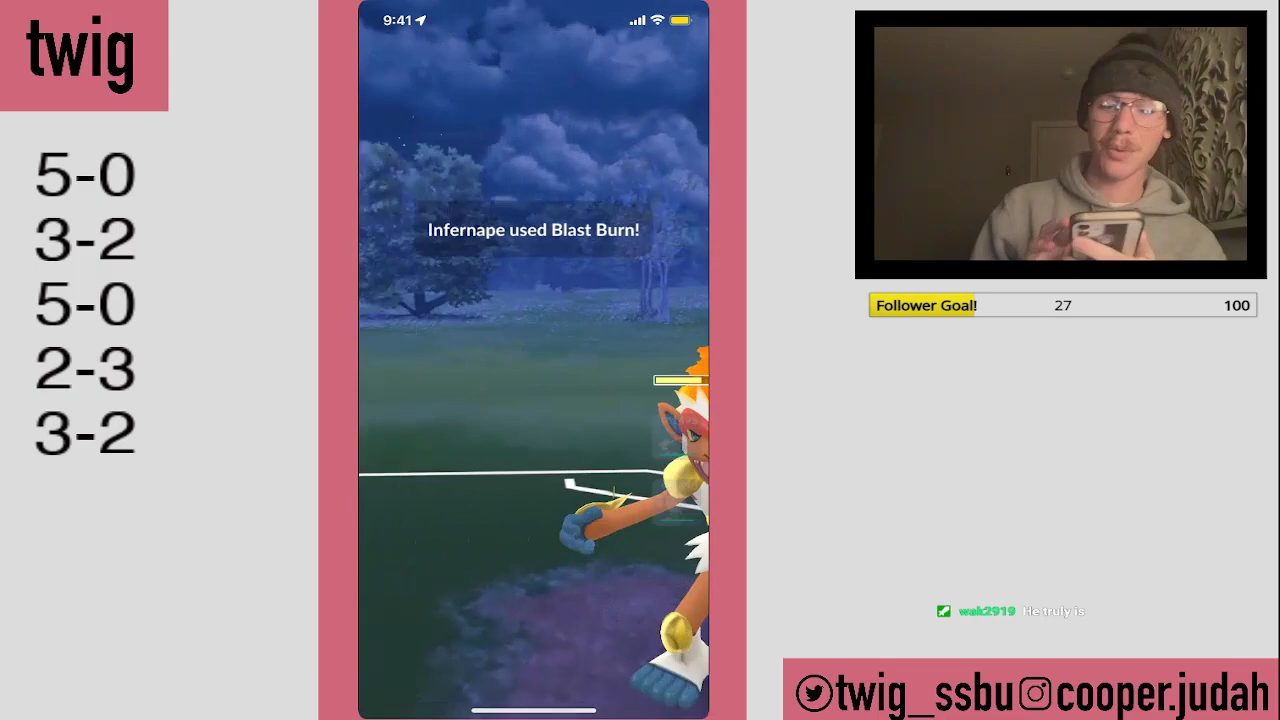 twig
5-0
3-2
5-0
2-3
3-2
9:41
Infernape used Blast Burn!
Follower Goal! 27 100
wak2919 He truly is
twig_ssbu cooper.judah